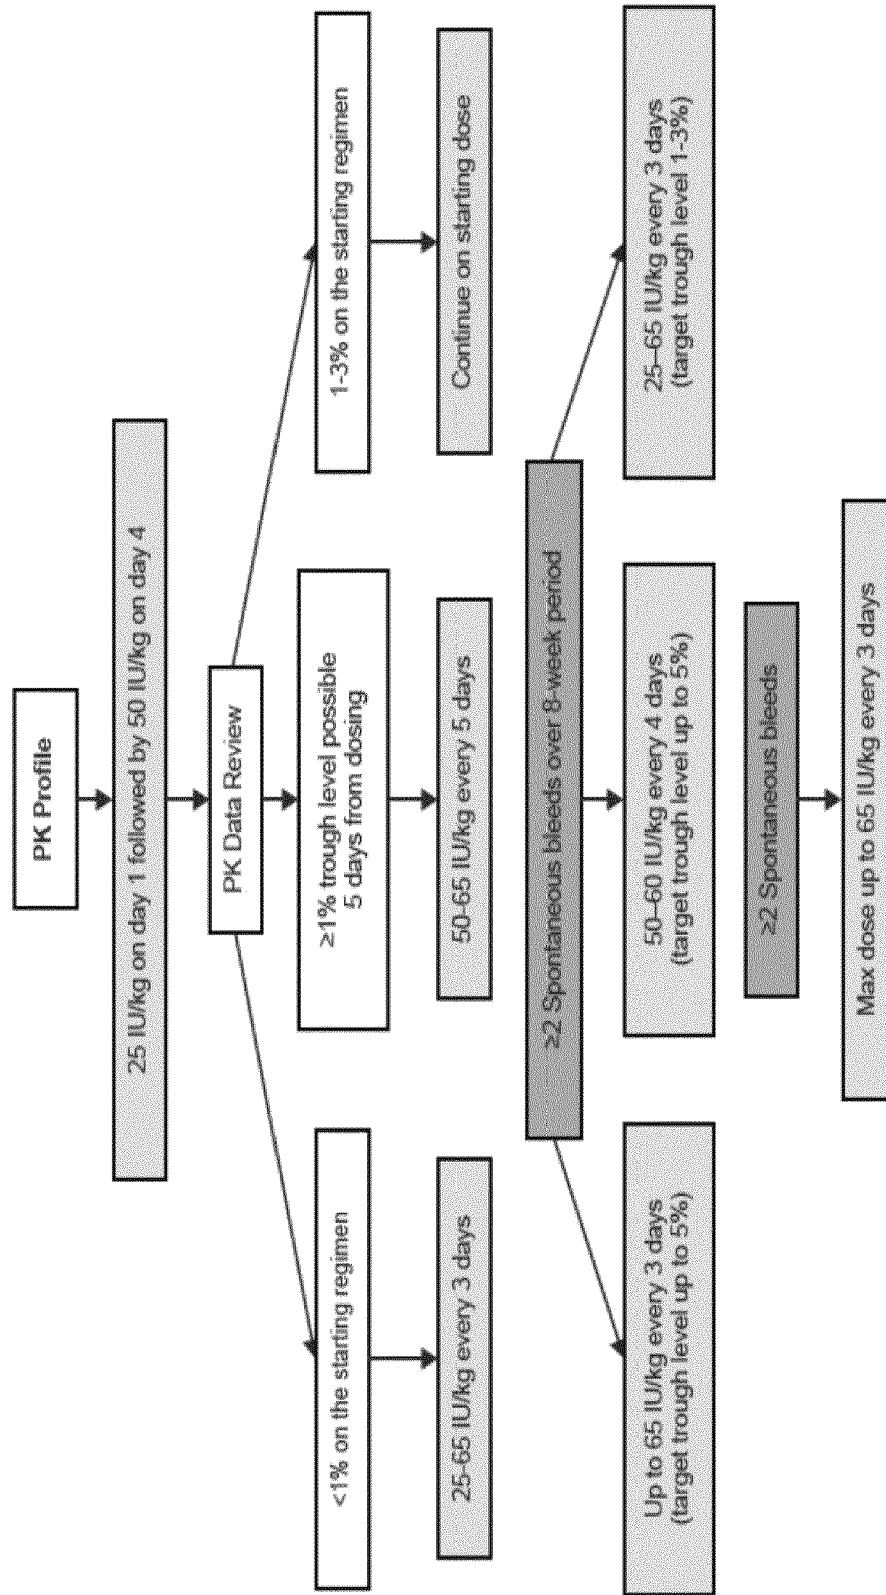 PK Profile
25 IU/kg on day 1 followed by 50 IU/kg on day 4
PK Data Review
<1% on the starting regimen
≥1% trough level possible
5 days from dosing
1-3% on the starting regimen
25-65 IU/kg every 3 days
50-65 IU/kg every 5 days
Continue on starting dose
≥2 Spontaneous bleeds over 8-week period
Up to 65 IU/kg every 3 days
(target trough level up to 5%)
50–60 IU/kg every 4 days
(target trough level up to 5%)
25–65 IU/kg every 3 days
(target trough level 1-3%)
≥2 Spontaneous bleeds
Max dose up to 65 IU/kg every 3 days